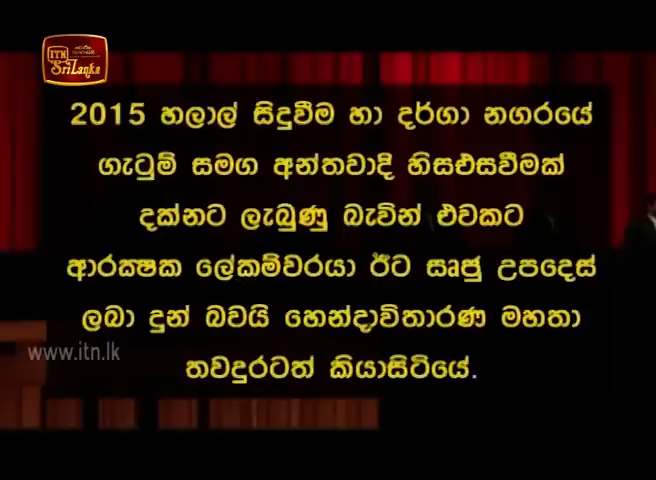 ITN
SriLanka
2015 හලාල් සිදුවීම හා දර්ගා නගරයේ
ගැටුම් සමග අන්තවාදී හිසඑසවීමක්
දක්නට ලැබුණු බැවින් එවකට
ආරක්‍ෂක ලේකම්වරයා ඊට සෘජු උපදෙස්
ලබා දුන් බවයි හෙන්දාවිතාරණ මහතා
තවදුරටත් කියාසිටියේ.
www.itn.lk